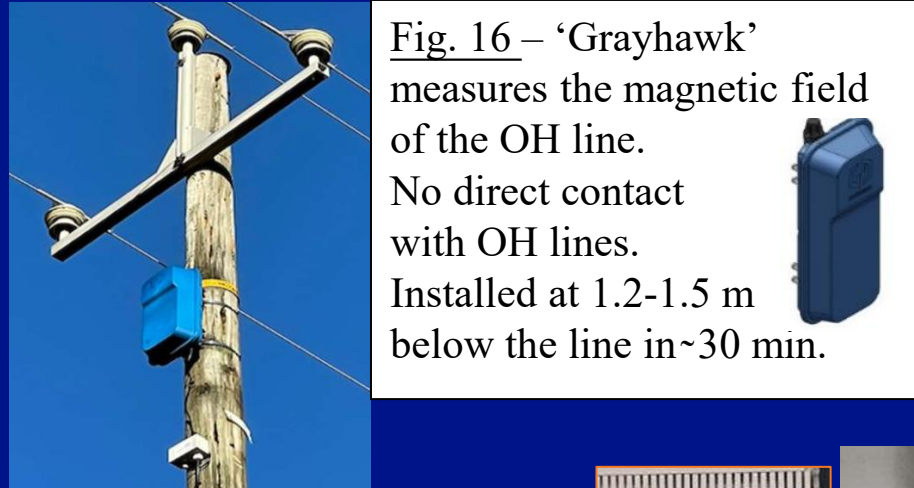 Fig. 16 – ‘Grayhawk’
measures the magnetic field
of the OH line.
No direct contact
with OH lines.
Installed at 1.2-1.5 m
below the line in~30 min.